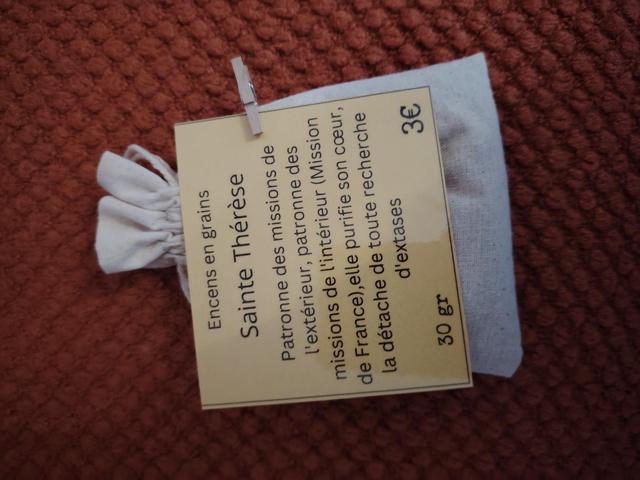 Encens en grains
Sainte Thérèse
Patronne des missions de
l'extérieur, patronne des
missions de l'intérieur (Mission
de France),elle purifie son cœur,
la détache de toute recherche
d'extases
30 gr
3€